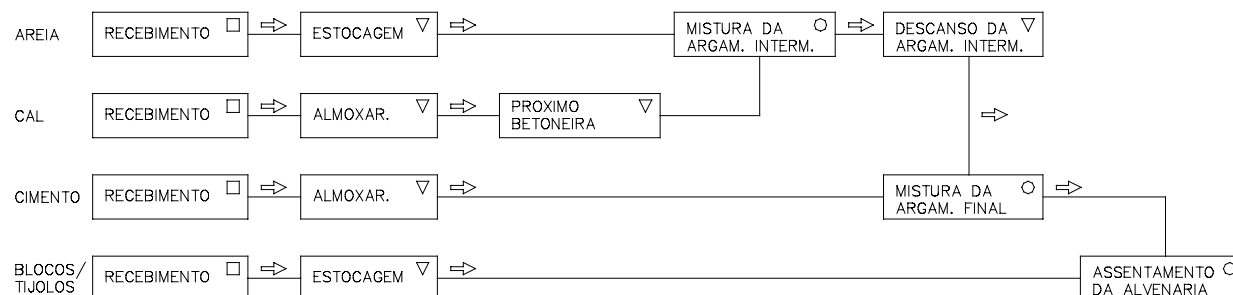 AREIA
RECEBIMENTO
ESTOCAGEM
MISTURA DA
ARGAM. INTERM.
DESCANSO DA
ARGAM. INTERM.
CAL
RECEBIMENTO
ALMOXAR.
PROXIMO
BETONEIRA
CIMENTO
RECEBIMENTO
ALMOXAR.
MISTURA DA
ARGAM. FINAL
BLOCOS/
TIJOLOS
RECEBIMENTO
ESTOCAGEM
ASSENTAMENTO
DA ALVENARIA